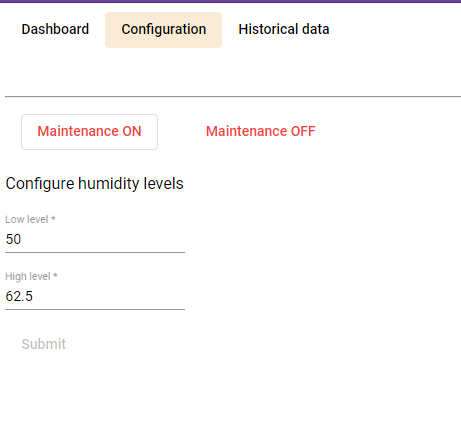 Dashboard Configuration Historical data
Maintenance ON Maintenance OFF
Configure humidity levels
Low level *
50
High level *
62.5
Submit